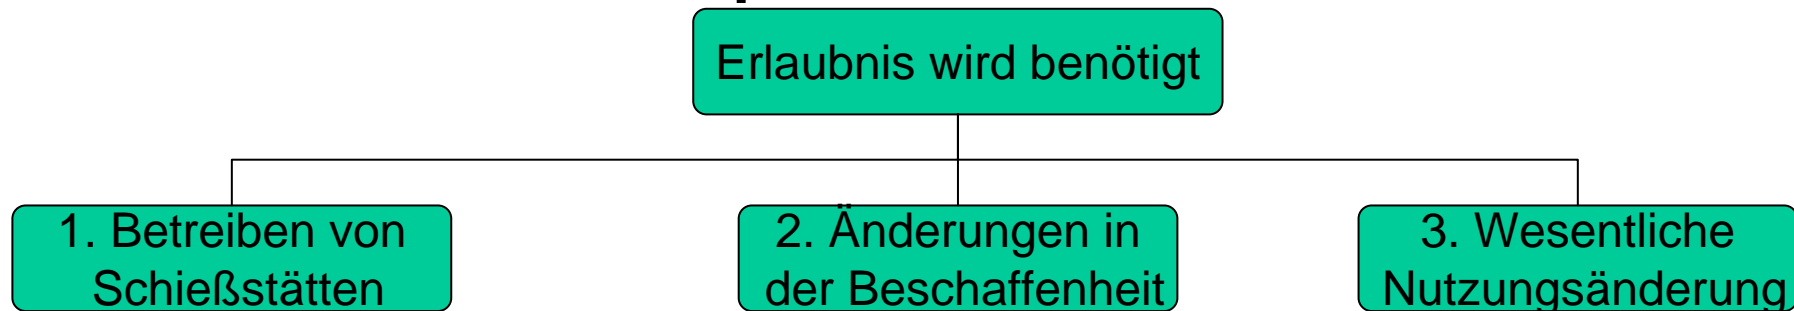 Erlaubnis wird benötigt
1. Betreiben von
Schießstätten
2. Änderungen in
der Beschaffenheit
3. Wesentliche
Nutzungsänderung